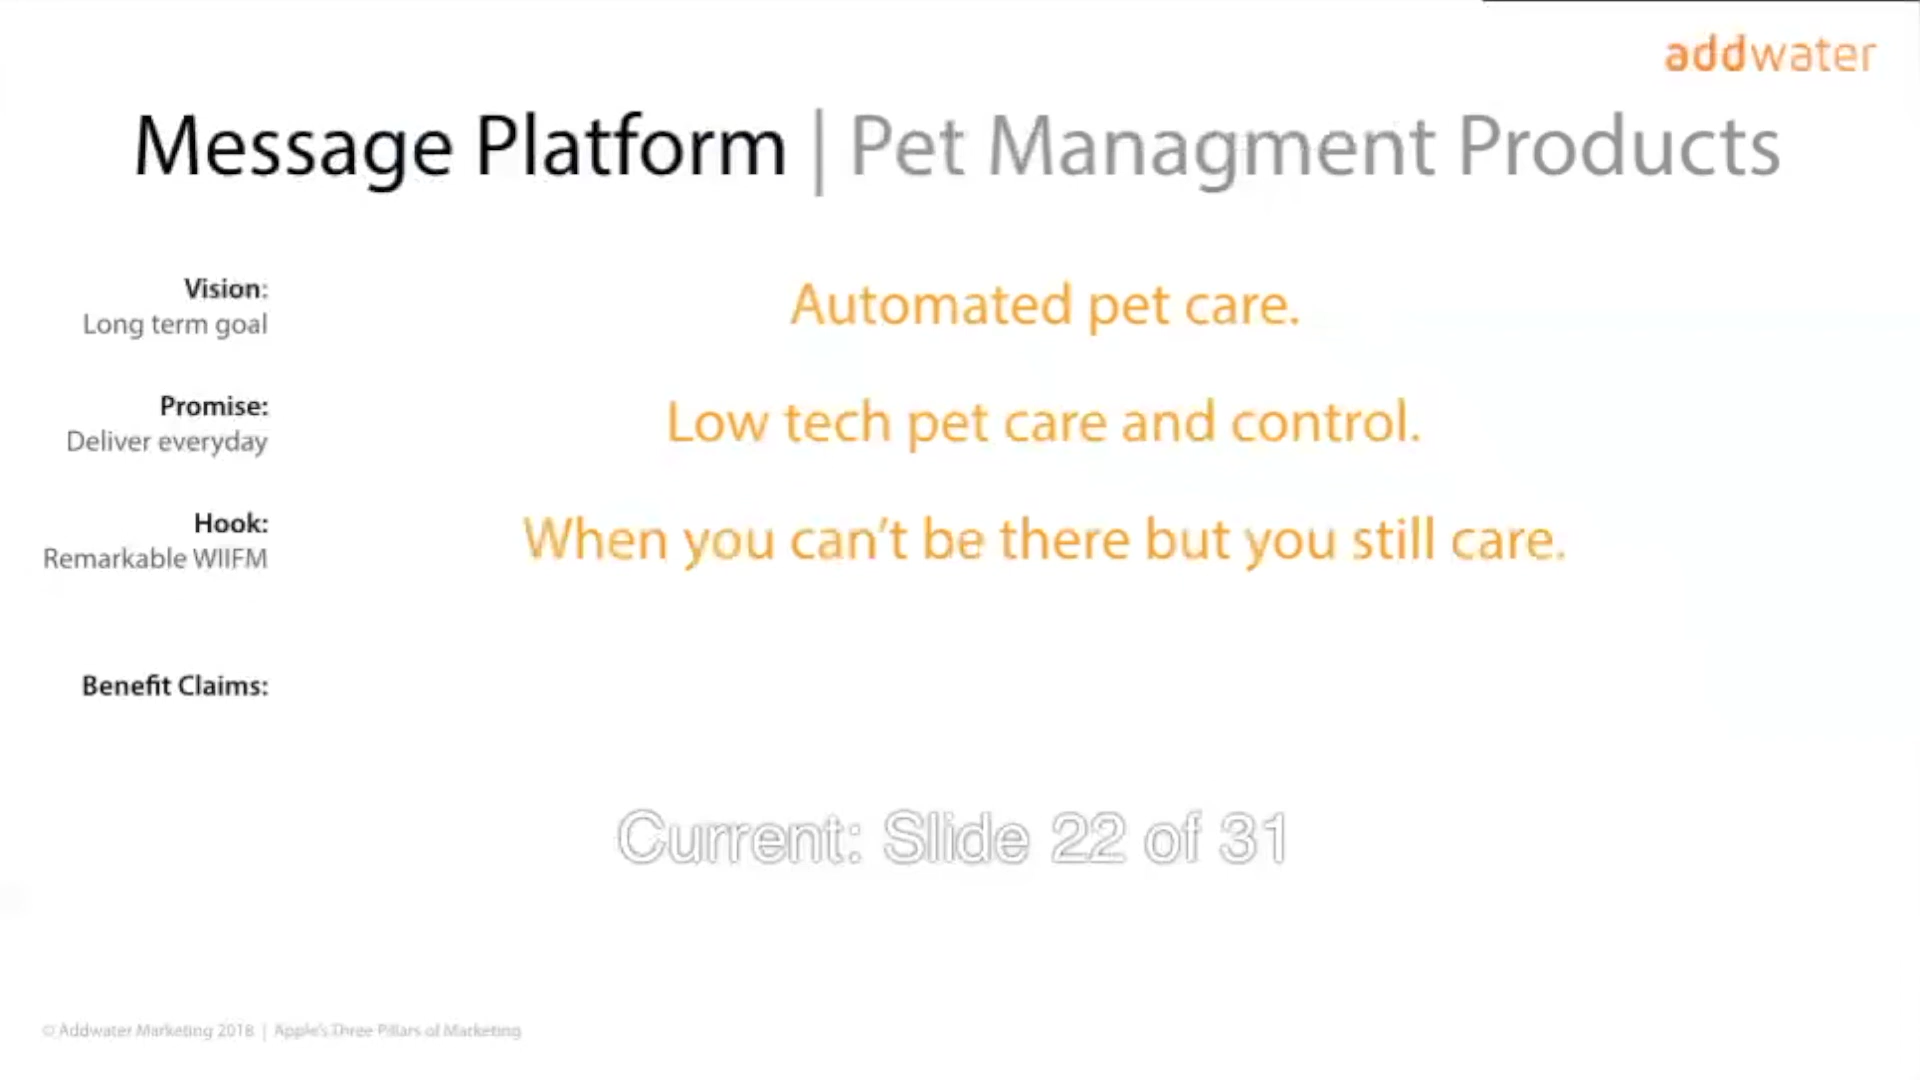 addwater
Message Platform | Pet Managment Products
Vision:
Long term goal
Automated pet care.
Promise:
Deliver everyday
Low tech pet care and control.
Hook:
Remarkable WIIFM
When you can't be there but you still care.
Benefit Claims:
Current: Slide 22 of 31
© Addwater Marketing 2018 | Apple's Three Pillars of Marketing